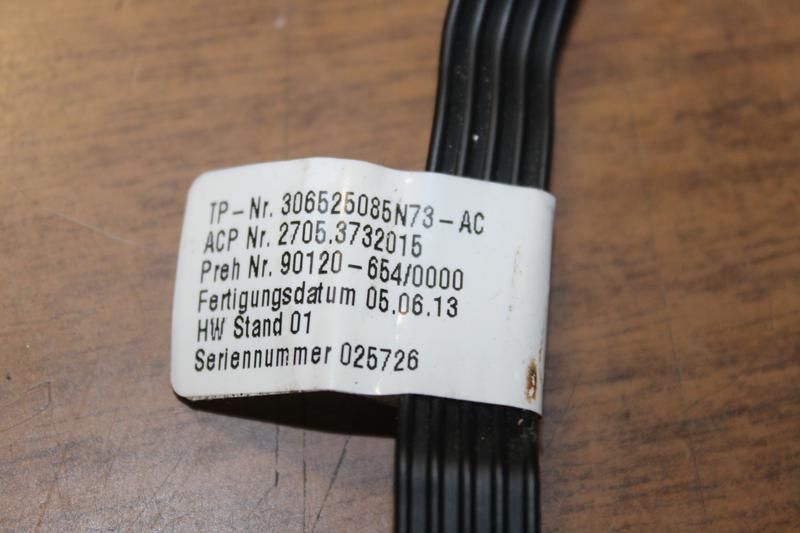 TP-Nr. 306525085N73-AC
ACP Nr. 2705.3732015
Preh Nr. 90120-654/0000
Fertigungsdatum 05.06.13
HW Stand 01
Seriennummer 025726